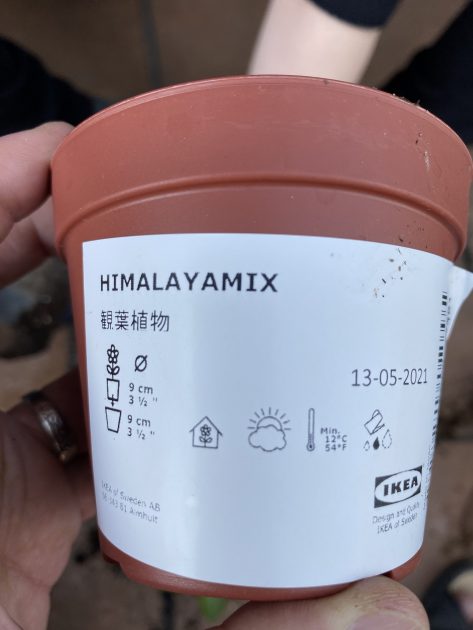 HIMALAYAMIX
観葉植物
Ø
9 cm
3 ½ "
9 cm
3 ½ "
13-05-2021
Min.
12°C
54°F
IKEA
Design and Quality
IKEA of Sweden
IKEA of Sweden AB
SE-343 81 Älmhult